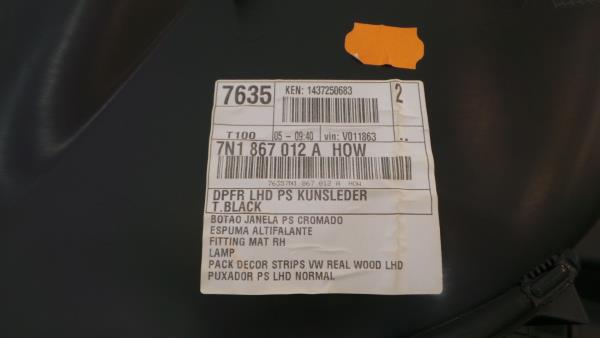 7635 KEN: 1437250683 2
T100 05 - 09:40 vin: V011863 ..
7N1 867 012 A HOW
76357N1 867 012 A HOW
DPFR LHD PS KUNSLEDER
T.BLACK
BOTAO JANELA PS CROMADO
ESPUMA ALTIFALANTE
FITTING MAT RH
LAMP
PACK DECOR STRIPS VW REAL WOOD LHD
PUXADOR PS LHD NORMAL